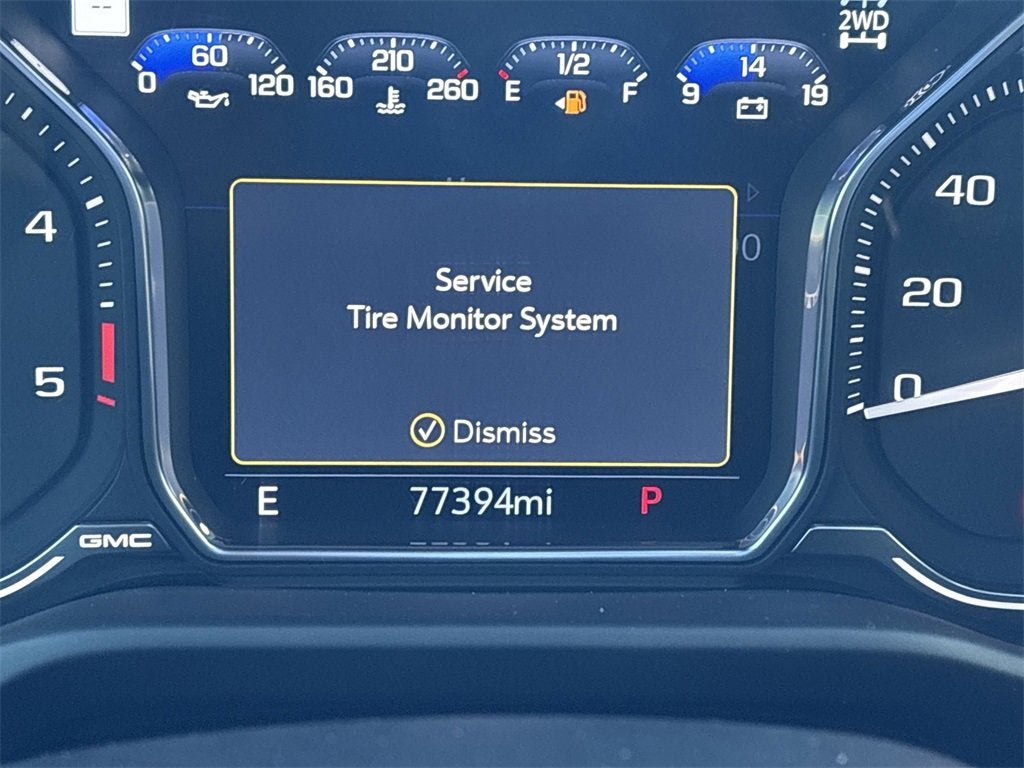 --
2WD
0 60 120
160 210 260
E 1/2 F
9 14 19
4
5
40
20
0
Service
Tire Monitor System
Dismiss
E 77394mi P
GMC